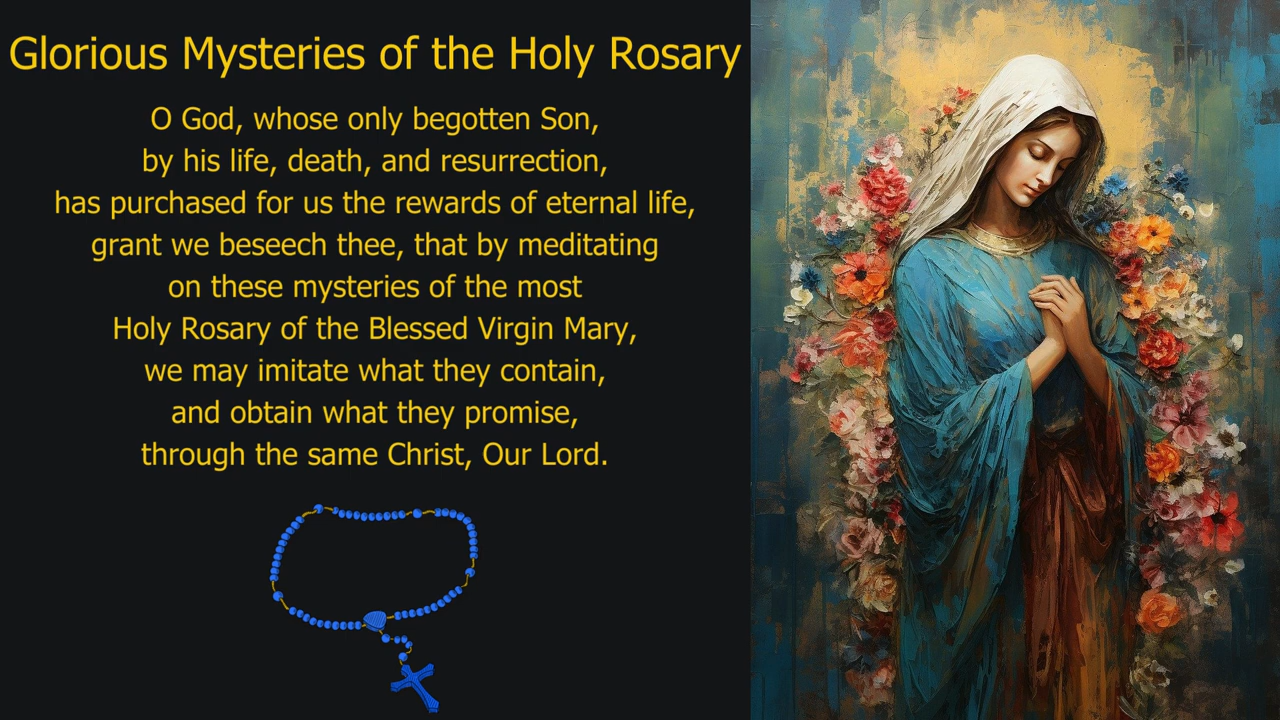 Glorious Mysteries of the Holy Rosary
O God, whose only begotten Son,
by his life, death, and resurrection,
has purchased for us the rewards of eternal life,
grant we beseech thee, that by meditating
on these mysteries of the most
Holy Rosary of the Blessed Virgin Mary,
we may imitate what they contain,
and obtain what they promise,
through the same Christ, Our Lord.